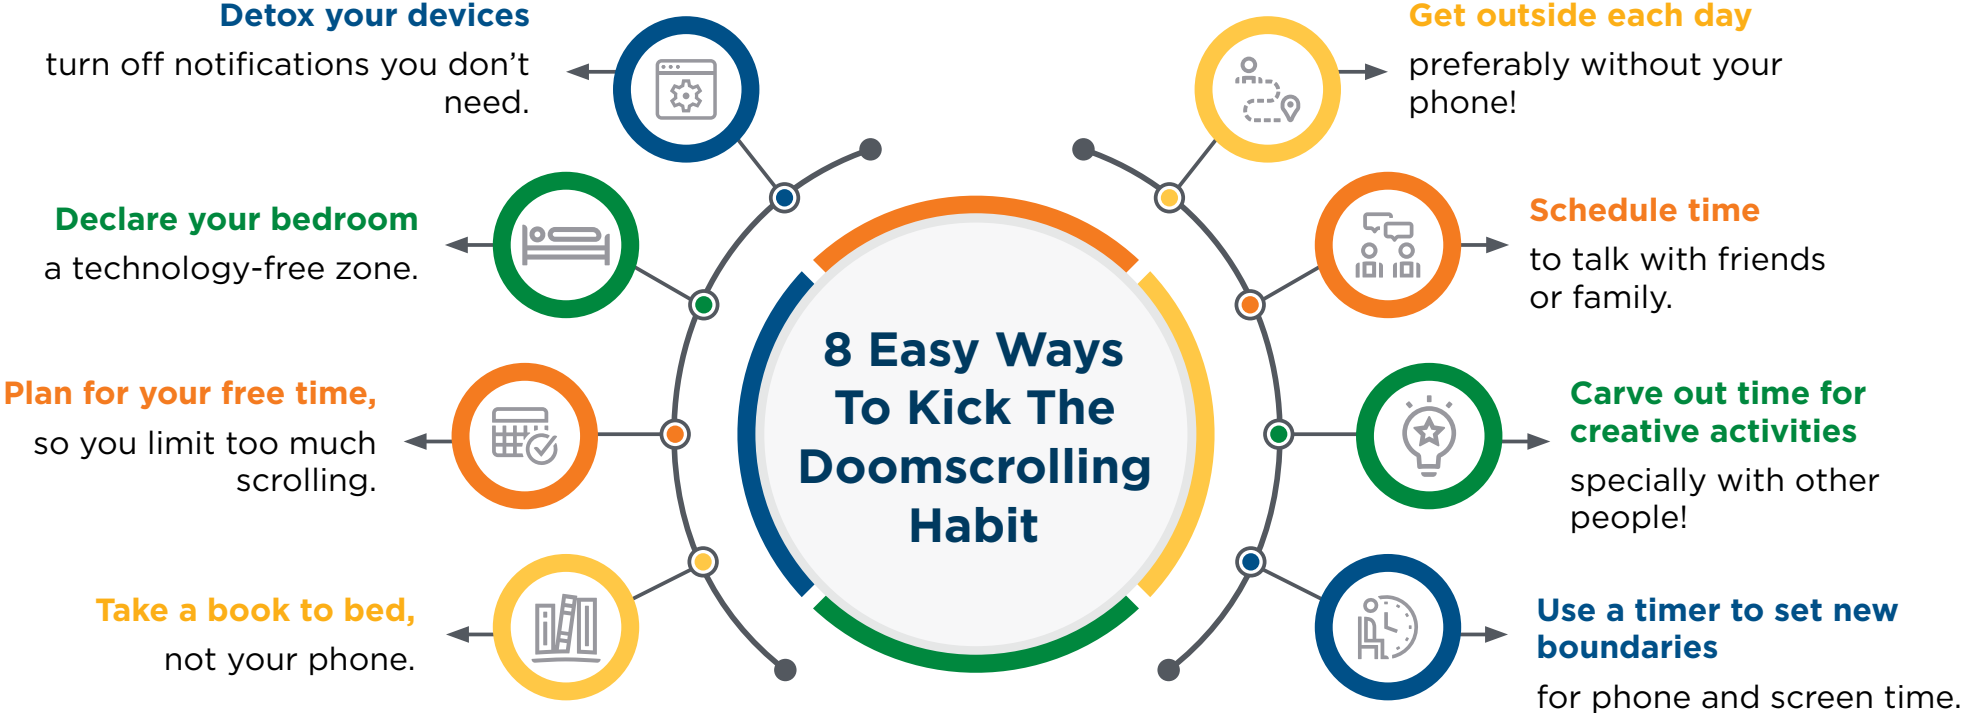 Detox your devices
turn off notifications you don't
need.
Declare your bedroom
a technology-free zone.
Plan for your free time,
so you limit too much
scrolling.
Take a book to bed,
not your phone.
8 Easy Ways
To Kick The
Doomscrolling
Habit
Get outside each day
preferably without your
phone!
Schedule time
to talk with friends
or family.
Carve out time for
creative activities
specially with other
people!
Use a timer to set new
boundaries
for phone and screen time.